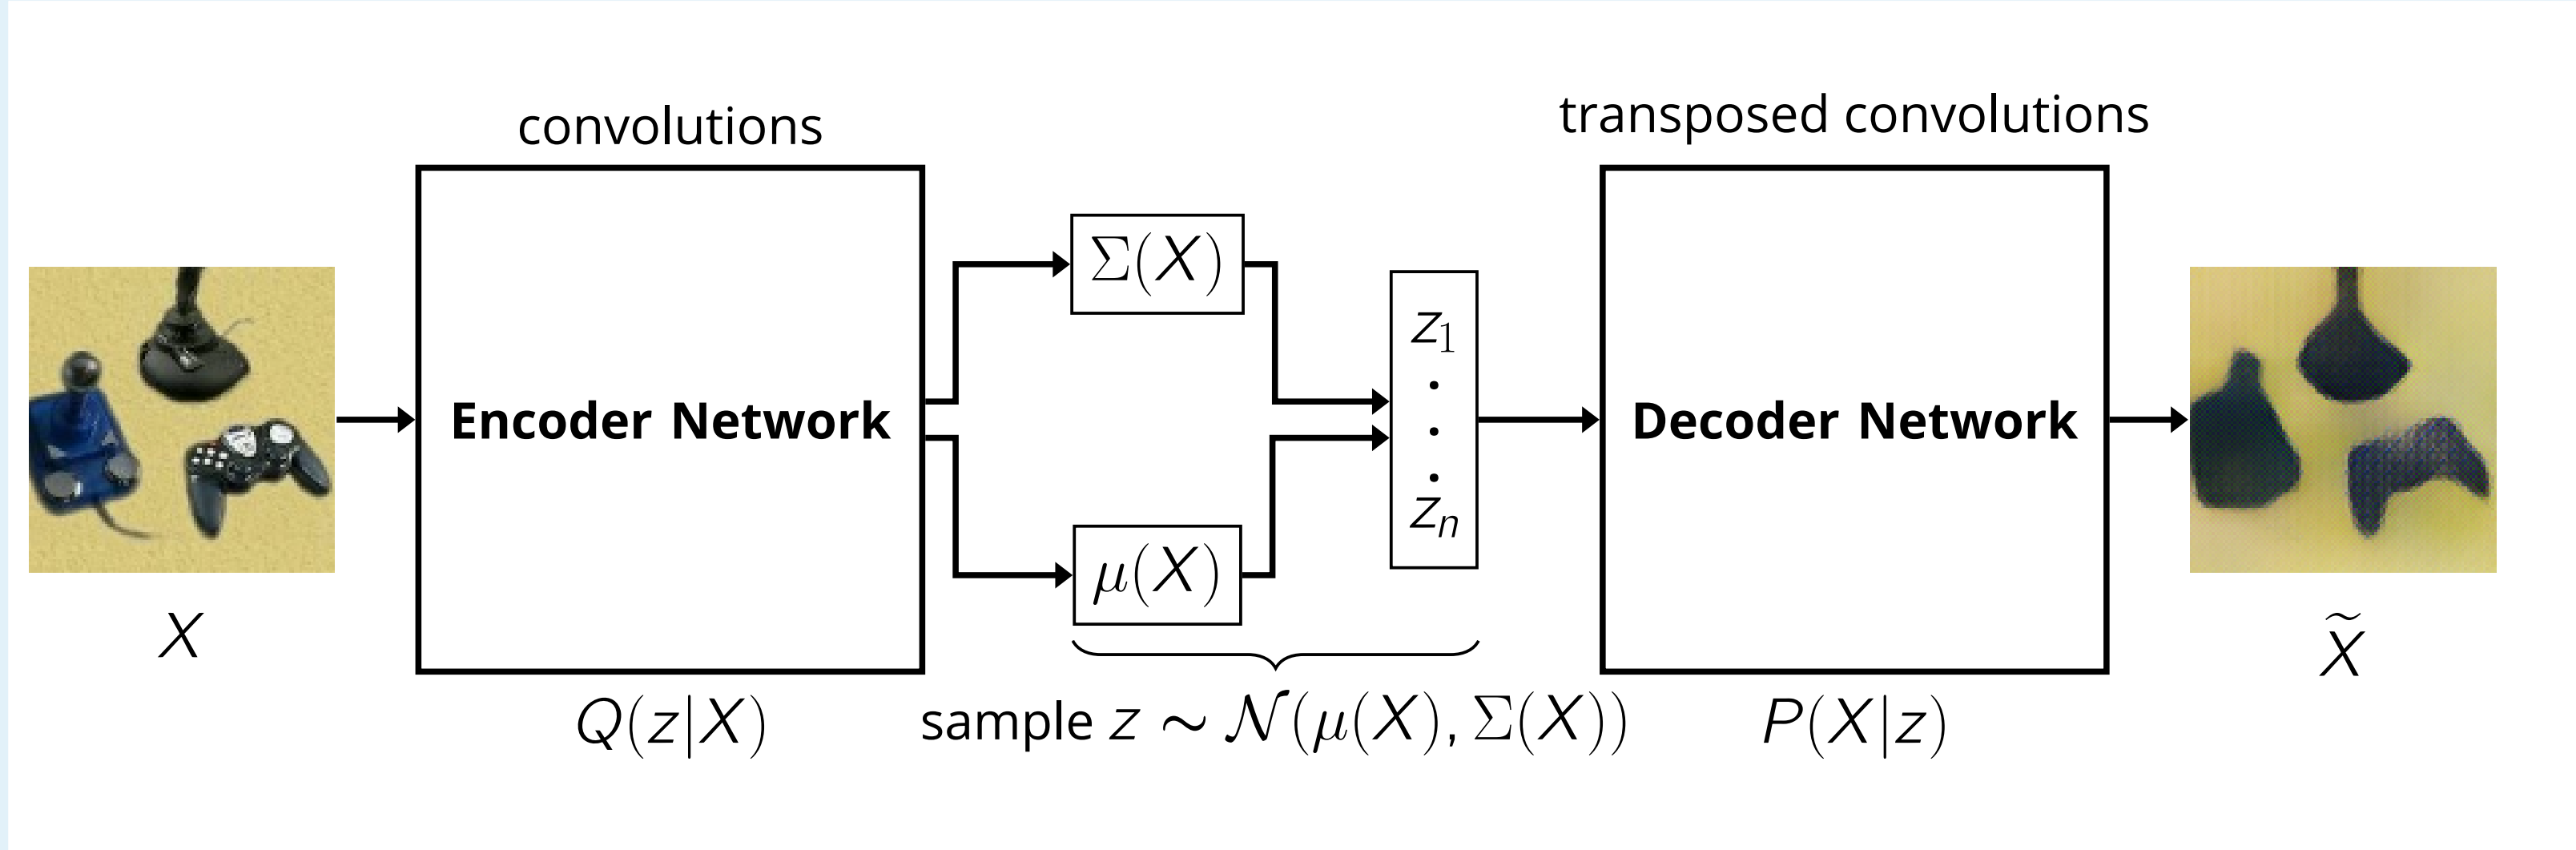 convolutions
transposed convolutions
Encoder Network
Σ(X)
μ(X)
z₁
.
.
.
zₙ
Decoder Network
X
X̃
Q(z|X)
sample z ∼ 𝒩(μ(X), Σ(X))
P(X|z)